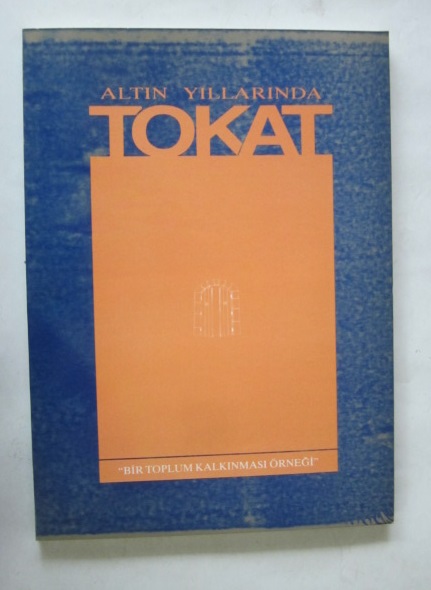 ALTIN YILLARINDA
TOKAT
"BİR TOPLUM KALKINMASI ÖRNEĞİ"